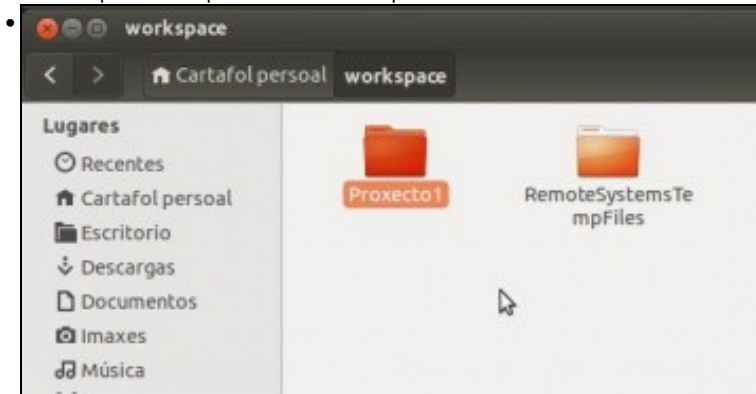 workspace
< > Cartafol persoal workspace
Lugares
Recentes
Cartafol persoal
Escritorio
Descargas
Documentos
Imaxes
Música
Proxecto1
RemoteSystemsTe
mpFiles